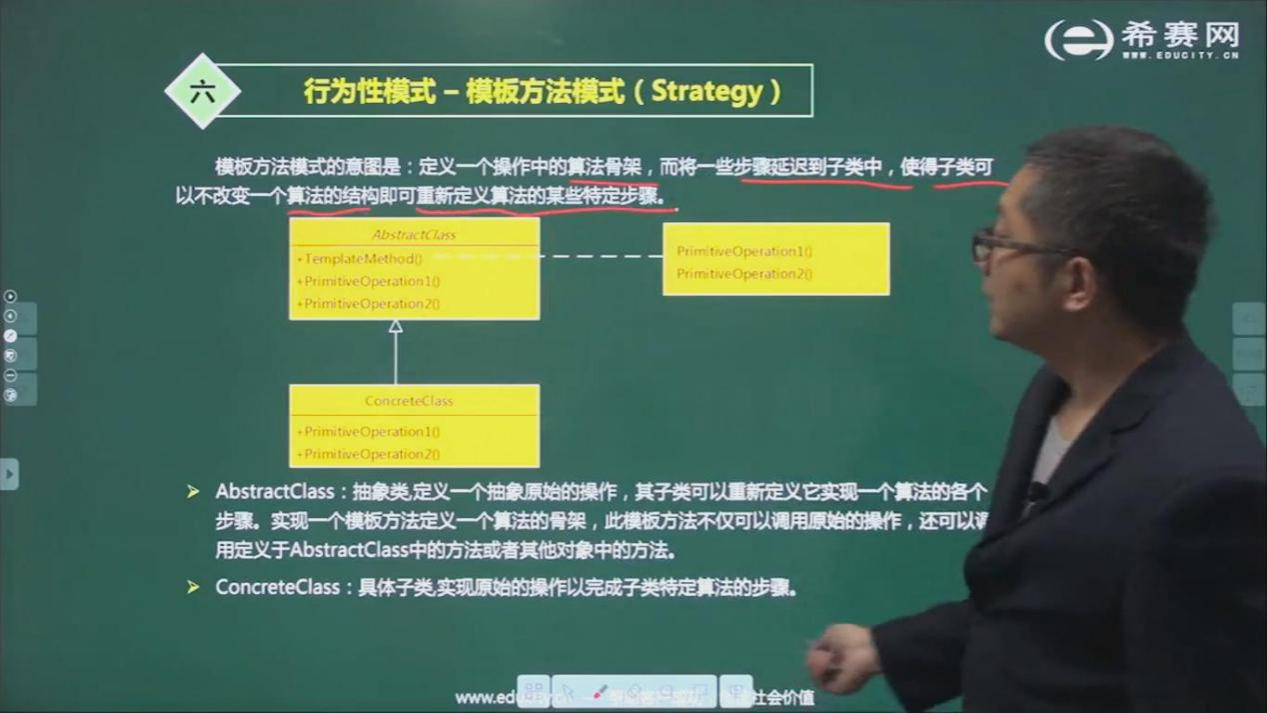 希赛网
WWW.EDUCITY.CN
六
行为性模式 – 模板方法模式（Strategy）
模板方法模式的意图是：定义一个操作中的算法骨架，而将一些步骤延迟到子类中，使得子类可
以不改变一个算法的结构即可重新定义算法的某些特定步骤。
AbstractClass
+TemplateMethod()
+PrimitiveOperation1()
+PrimitiveOperation2()
PrimitiveOperation1()
PrimitiveOperation2()
ConcreteClass
+PrimitiveOperation1()
+PrimitiveOperation2()
AbstractClass：抽象类,定义一个抽象原始的操作，其子类可以重新定义它实现一个算法的各个
步骤。实现一个模板方法定义一个算法的骨架，此模板方法不仅可以调用原始的操作，还可以
用定义于AbstractClass中的方法或者其他对象中的方法。
ConcreteClass：具体子类,实现原始的操作以完成子类特定算法的步骤。
社会价值